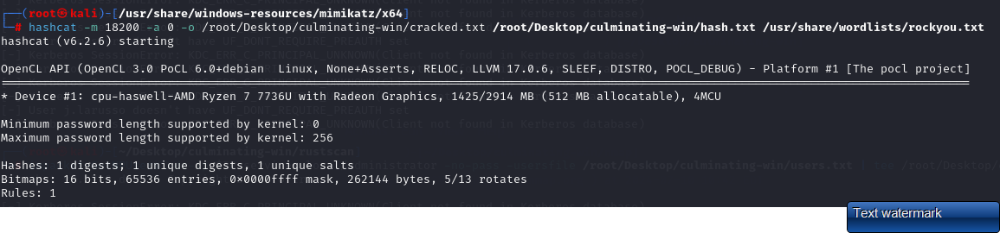 ┌──(root㉿kali)-[/usr/share/windows-resources/mimikatz/x64]
└─# hashcat -m 18200 -a 0 -o /root/Desktop/culminating-win/cracked.txt /root/Desktop/culminating-win/hash.txt /usr/share/wordlists/rockyou.txt
hashcat (v6.2.6) starting
OpenCL API (OpenCL 3.0 PoCL 6.0+debian  Linux, None+Asserts, RELOC, LLVM 17.0.6, SLEEF, DISTRO, POCL_DEBUG) - Platform #1 [The pocl project]
* Device #1: cpu-haswell-AMD Ryzen 7 7736U with Radeon Graphics, 1425/2914 MB (512 MB allocatable), 4MCU
Minimum password length supported by kernel: 0
Maximum password length supported by kernel: 256
Hashes: 1 digests; 1 unique digests, 1 unique salts
Bitmaps: 16 bits, 65536 entries, 0×0000ffff mask, 262144 bytes, 5/13 rotates
Rules: 1
Text watermark